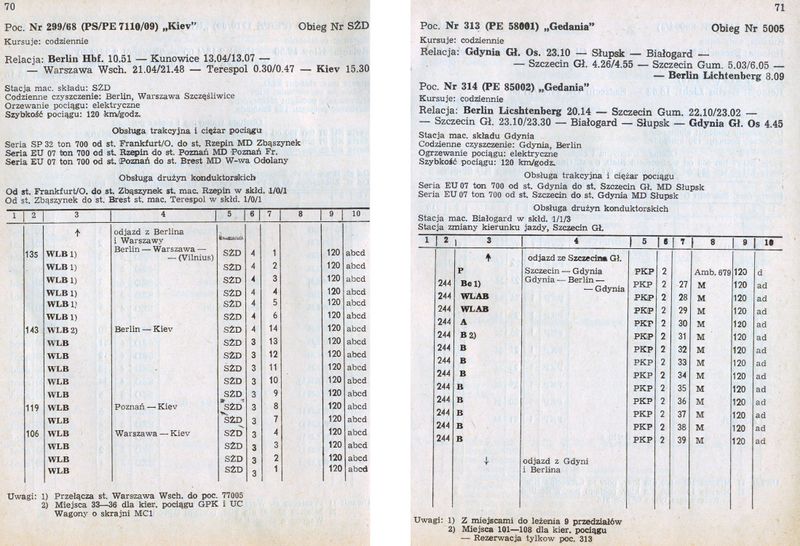 70
Poc. Nr 299/68 (PS/PE 7110/09) „Kiev” Obieg Nr SŻD
Kursuje: codziennie
Relacja: Berlin Hbf. 10.51 — Kunowice 13.04/13.07 —
— Warszawa Wsch. 21.04/21.48 — Terespol 0.30/0.47 — Kiev 15.30
Stacja mac. składu: SZD
Codzienne czyszczenie: Berlin, Warszawa Szczęśliwice
Orzewanie pociągu: elektryczne
Szybkość pociągu: 120 km/godz.
Obsługa trakcyjna i ciężar pociągu
Seria SP 32 ton 700 od st. Frankfurt/O. do st. Rzepin MD Zbąszynek
Seria EU 07 ton 700 od st. Rzepin do st. Poznań MD Poznań Fr.
Seria EU 07 ton 700 od st. Poznań do st. Brest MD W-wa Odolany
Obsługa drużyn konduktorskich
Od st. Frankfurt/O. do st. Zbąszynek st. mac. Rzepin w skłd. 1/0/1
Od st. Zbąszynek do st. Brest st. mac. Terespol w skłd. 1/0/1
1 2 3 4 5 6 7 8 9 10
↑ odjazd z Berlina
i Warszawy
135 WLB 1) Berlin — Warszawa — SŻD 4 1 120 abcd
— (Vilnius)
WLB 1) SŻD 4 2 120 abcd
WLB 1) SŻD 4 3 120 abcd
WLB 1) SŻD 4 4 120 abcd
WLB 1) SŻD 4 5 120 abcd
WLB 1) SŻD 4 6 120 abcd
143 WLB 2) Berlin — Kiev SŻD 4 14 120 abcd
WLB SŻD 3 13 120 abcd
WLB SŻD 3 12 120 abcd
WLB SŻD 3 11 120 abcd
WLB SŻD 3 10 120 abcd
WLB SŻD 3 9 120 abcd
119 WLB Poznań — Kiev SŻD 3 8 120 abcd
WLB SŻD 3 7 120 abcd
106 WLB Warszawa — Kiev SŻD 3 4 120 abcd
WLB SŻD 3 3 120 abcd
WLB SŻD 3 2 120 abcd
WLB SŻD 3 1 120 abcd
Uwagi: 1) Przełącza st. Warszawa Wsch. do poc. 77005
2) Miejsca 33—36 dla kier. pociągu GPK i UC
Wagony o skrajni MC1
71
Poc. Nr 313 (PE 58001) „Gedania” Obieg Nr 5005
Kursuje: codziennie
Relacja: Gdynia Gł. Os. 23.10 — Słupsk — Białogard —
— Szczecin Gł. 4.26/4.55 — Szczecin Gum. 5.03/6.05 —
— Berlin Lichtenberg 8.09
Poc. Nr 314 (PE 85002) „Gedania”
Kursuje: codziennie
Relacja: Berlin Licshtenberg 20.14 — Szczecin Gum. 22.10/23.02 —
— Szczecin Gł. 23.10/23.30 — Białogard — Słupsk — Gdynia Gł. Os 4.45
Stacja mac. składu Gdynia
Codzienne czyszczenie: Gdynia, Berlin
Ogrzewanie pociągu: elektryczne
Szybkość pociągu: 120 km/godz.
Obsługa trakcyjna i ciężar pociągu
Seria EU 07 ton 700 od st. Gdynia do st. Szczecin Gł. MD Słupsk
Seria EU 07 ton 700 od st. Szczecin do st. Gdynia MD Słupsk
Obsługa drużyn konduktorskich
Stacja mac. Białogard w skłd. 1/1/3
Stacja zmiany kierunku jazdy, Szczecin Gł.
1 2 3 4 5 6 7 8 9 10
↑ odjazd ze Szczecina Gł.
P Szczecin — Gdynia PKP 2 Amb. 679 120 d
244 Bc 1) Gdynia — Berlin — PKP 2 27 M 120 ad
— Gdynia
244 WLAB PKP 2 28 M 120 ad
244 WLAB PKP 2 29 M 120 ad
244 A PKP 2 30 M 120 ad
244 B 2) PKP 2 31 M 120 ad
244 B PKP 2 32 M 120 ad
244 B PKP 2 33 M 120 ad
244 B PKP 2 34 M 120 ad
244 B PKP 2 35 M 120 ad
244 B PKP 2 36 M 120 ad
244 B PKP 2 37 M 120 ad
244 B PKP 2 38 M 120 ad
244 B PKP 2 39 M 120 ad
↓ odjazd z Gdyni
i Berlina
Uwagi: 1) Z miejscami do leżenia 9 przedziałów
2) Miejsca 101—108 dla kier. pociągu
— Rezerwacja tylkow poc. 313